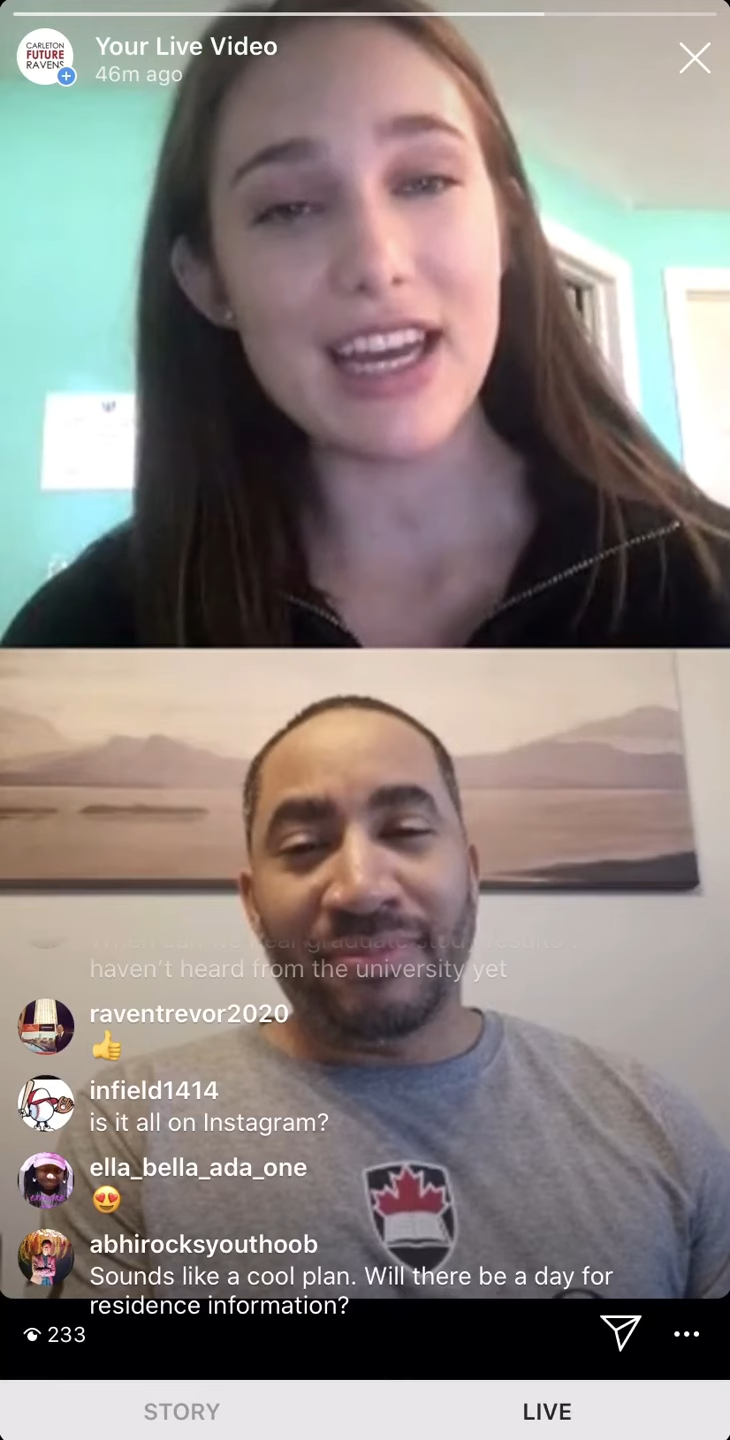 CARLETON
FUTURE
RAVENS
Your Live Video
46m ago
haven't heard from the university yet
raventrevor2020
👍
infield1414
is it all on Instagram?
ella_bella_ada_one
😍
abhirocksyouthoob
Sounds like a cool plan. Will there be a day for
residence information?
233
STORY
LIVE